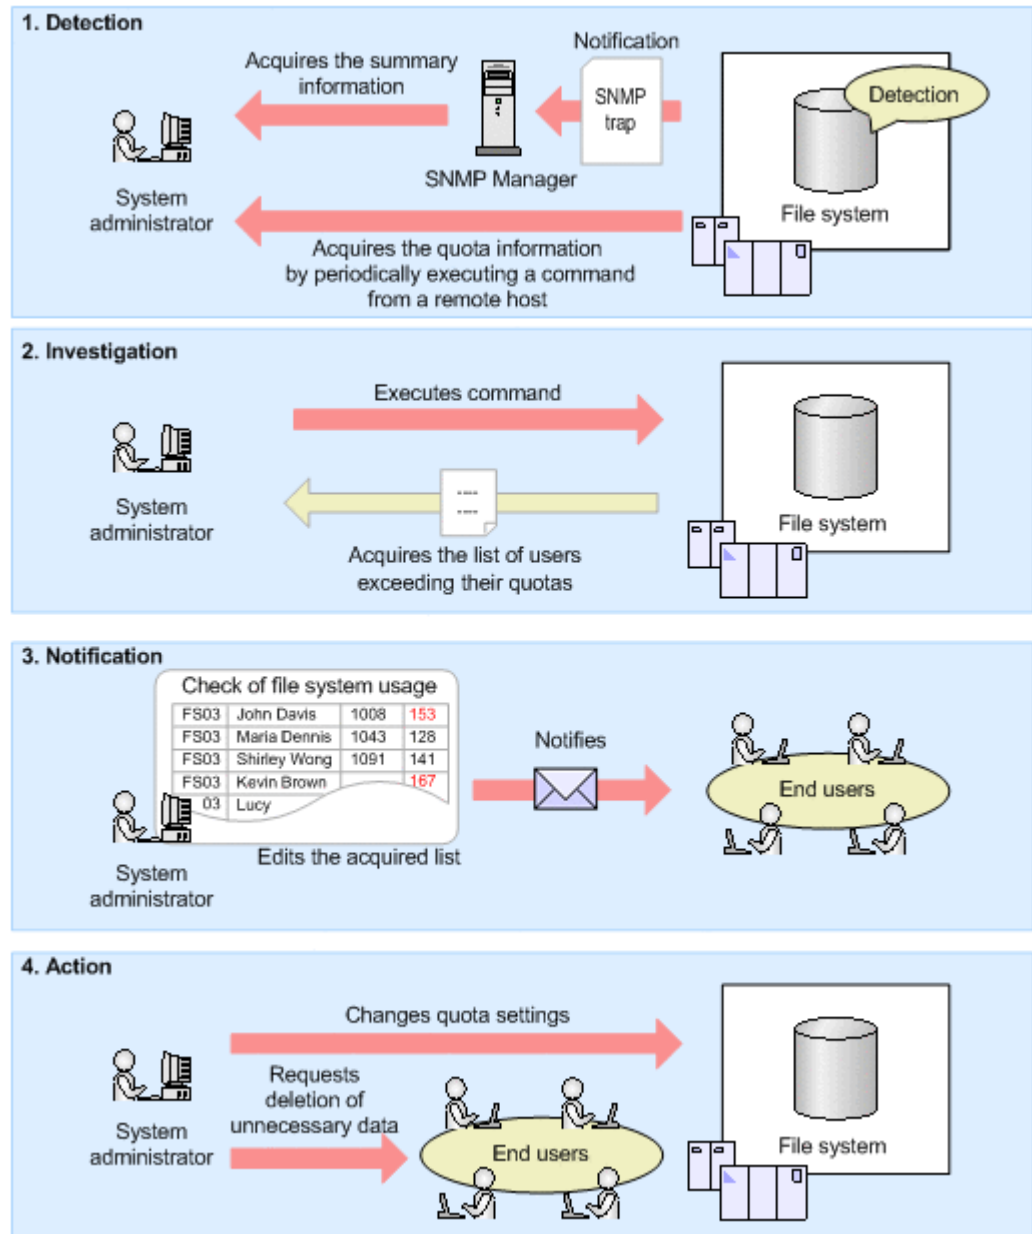 1. Detection
Notification
Acquires the summary
information
SNMP
trap
Detection
SNMP Manager
System
administrator
File system
Acquires the quota information
by periodically executing a command
from a remote host
2. Investigation
Executes command
System
administrator
File system
Acquires the list of users
exceeding their quotas
3. Notification
Check of file system usage
FS03 John Davis 1008 153
FS03 Maria Dennis 1043 128
FS03 Shirley Wong 1091 141
FS03 Kevin Brown 167
03 Lucy
Notifies
End users
Edits the acquired list
System
administrator
4. Action
Changes quota settings
Requests
deletion of
unnecessary data
System
administrator
End users
File system